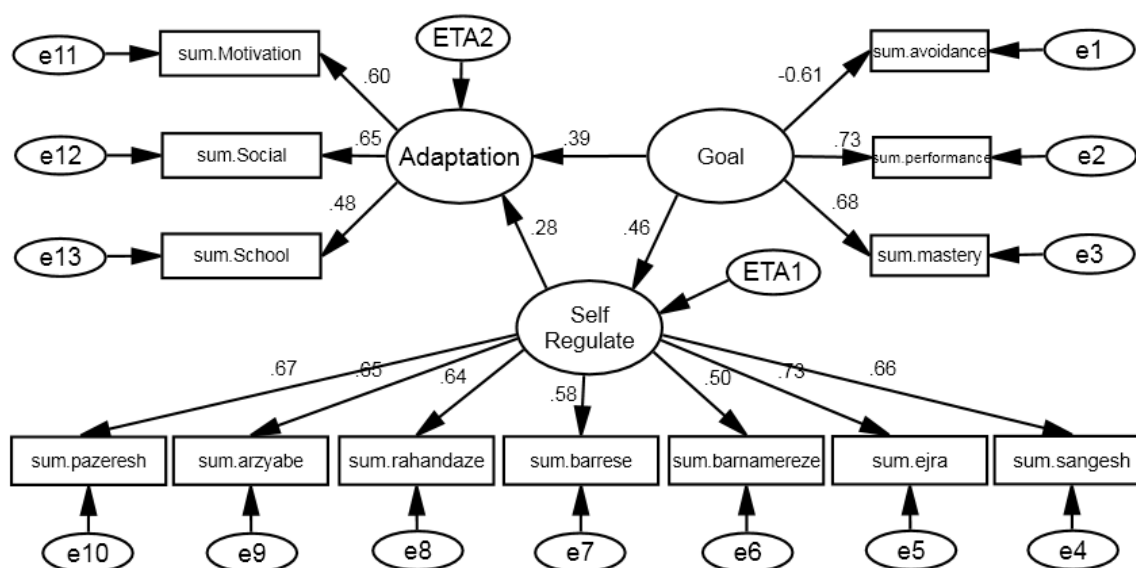 ETA2
e11
sum.Motivation
sum.avoidance
e1
.60
-0.61
e12
sum.Social
.65
Adaptation
.39
Goal
.73
sum.performance
e2
.48
.68
e13
sum.School
.28
.46
sum.mastery
e3
ETA1
Self
Regulate
.67
.65
.64
.58
.50
.73
.66
sum.pazeresh
sum.arzyabe
sum.rahandaze
sum.barrese
sum.barnamereze
sum.ejra
sum.sangesh
e10
e9
e8
e7
e6
e5
e4